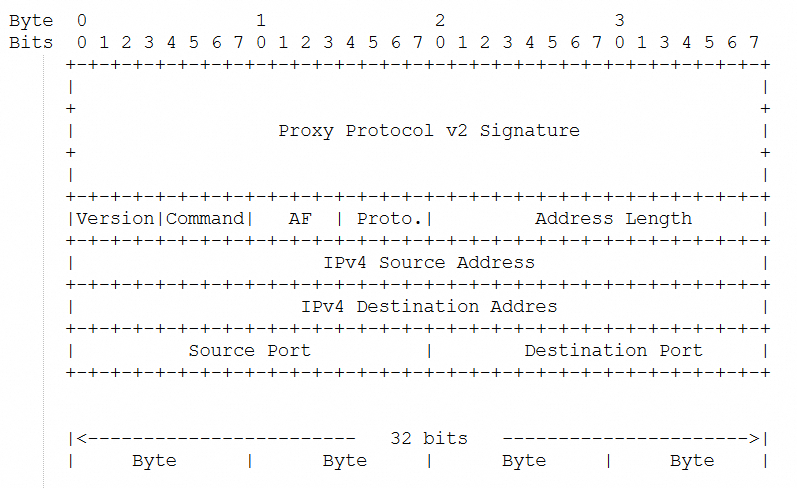 Byte  0               1               2               3
Bits  0 1 2 3 4 5 6 7 0 1 2 3 4 5 6 7 0 1 2 3 4 5 6 7 0 1 3 4 5 6 7
     +-+-+-+-+-+-+-+-+-+-+-+-+-+-+-+-+-+-+-+-+-+-+-+-+-+-+-+-+-+-+-+
     |                                                             |
     +                                                             +
     |                  Proxy Protocol v2 Signature                |
     +                                                             +
     |                                                             |
     +-+-+-+-+-+-+-+-+-+-+-+-+-+-+-+-+-+-+-+-+-+-+-+-+-+-+-+-+-+-+-+
     |Version|Command|   AF  | Proto.|         Address Length      |
     +-+-+-+-+-+-+-+-+-+-+-+-+-+-+-+-+-+-+-+-+-+-+-+-+-+-+-+-+-+-+-+
     |                      IPv4 Source Address                    |
     +-+-+-+-+-+-+-+-+-+-+-+-+-+-+-+-+-+-+-+-+-+-+-+-+-+-+-+-+-+-+-+
     |                    IPv4 Destination Addres                  |
     +-+-+-+-+-+-+-+-+-+-+-+-+-+-+-+-+-+-+-+-+-+-+-+-+-+-+-+-+-+-+-+
     |          Source Port          |        Destination Port     |
     +-+-+-+-+-+-+-+-+-+-+-+-+-+-+-+-+-+-+-+-+-+-+-+-+-+-+-+-+-+-+-+
     |<------------------------   32 bits   ---------------------->|
     |     Byte      |      Byte     |      Byte     |     Byte    |